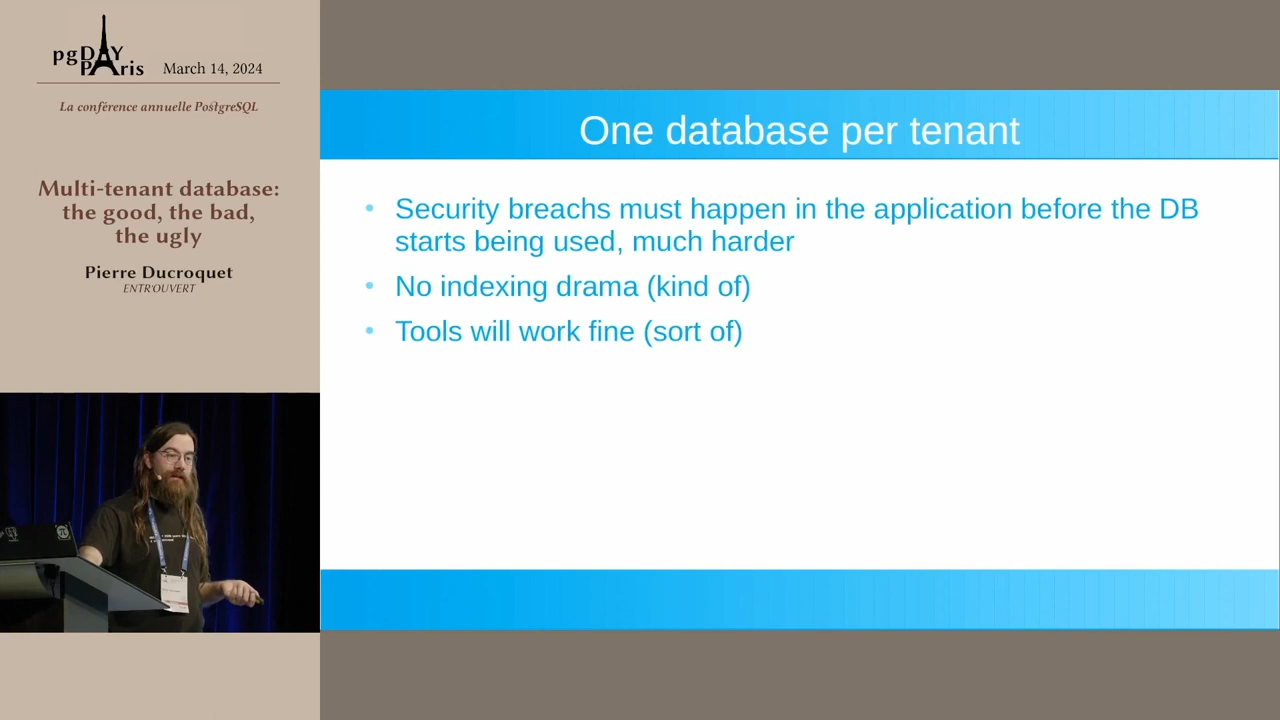 pgDAY
PAris
March 14, 2024
La conférence annuelle PostgreSQL
Multi-tenant database:
the good, the bad,
the ugly
Pierre Ducroquet
ENTR'OUVERT
One database per tenant
• Security breachs must happen in the application before the DB
starts being used, much harder
• No indexing drama (kind of)
• Tools will work fine (sort of)